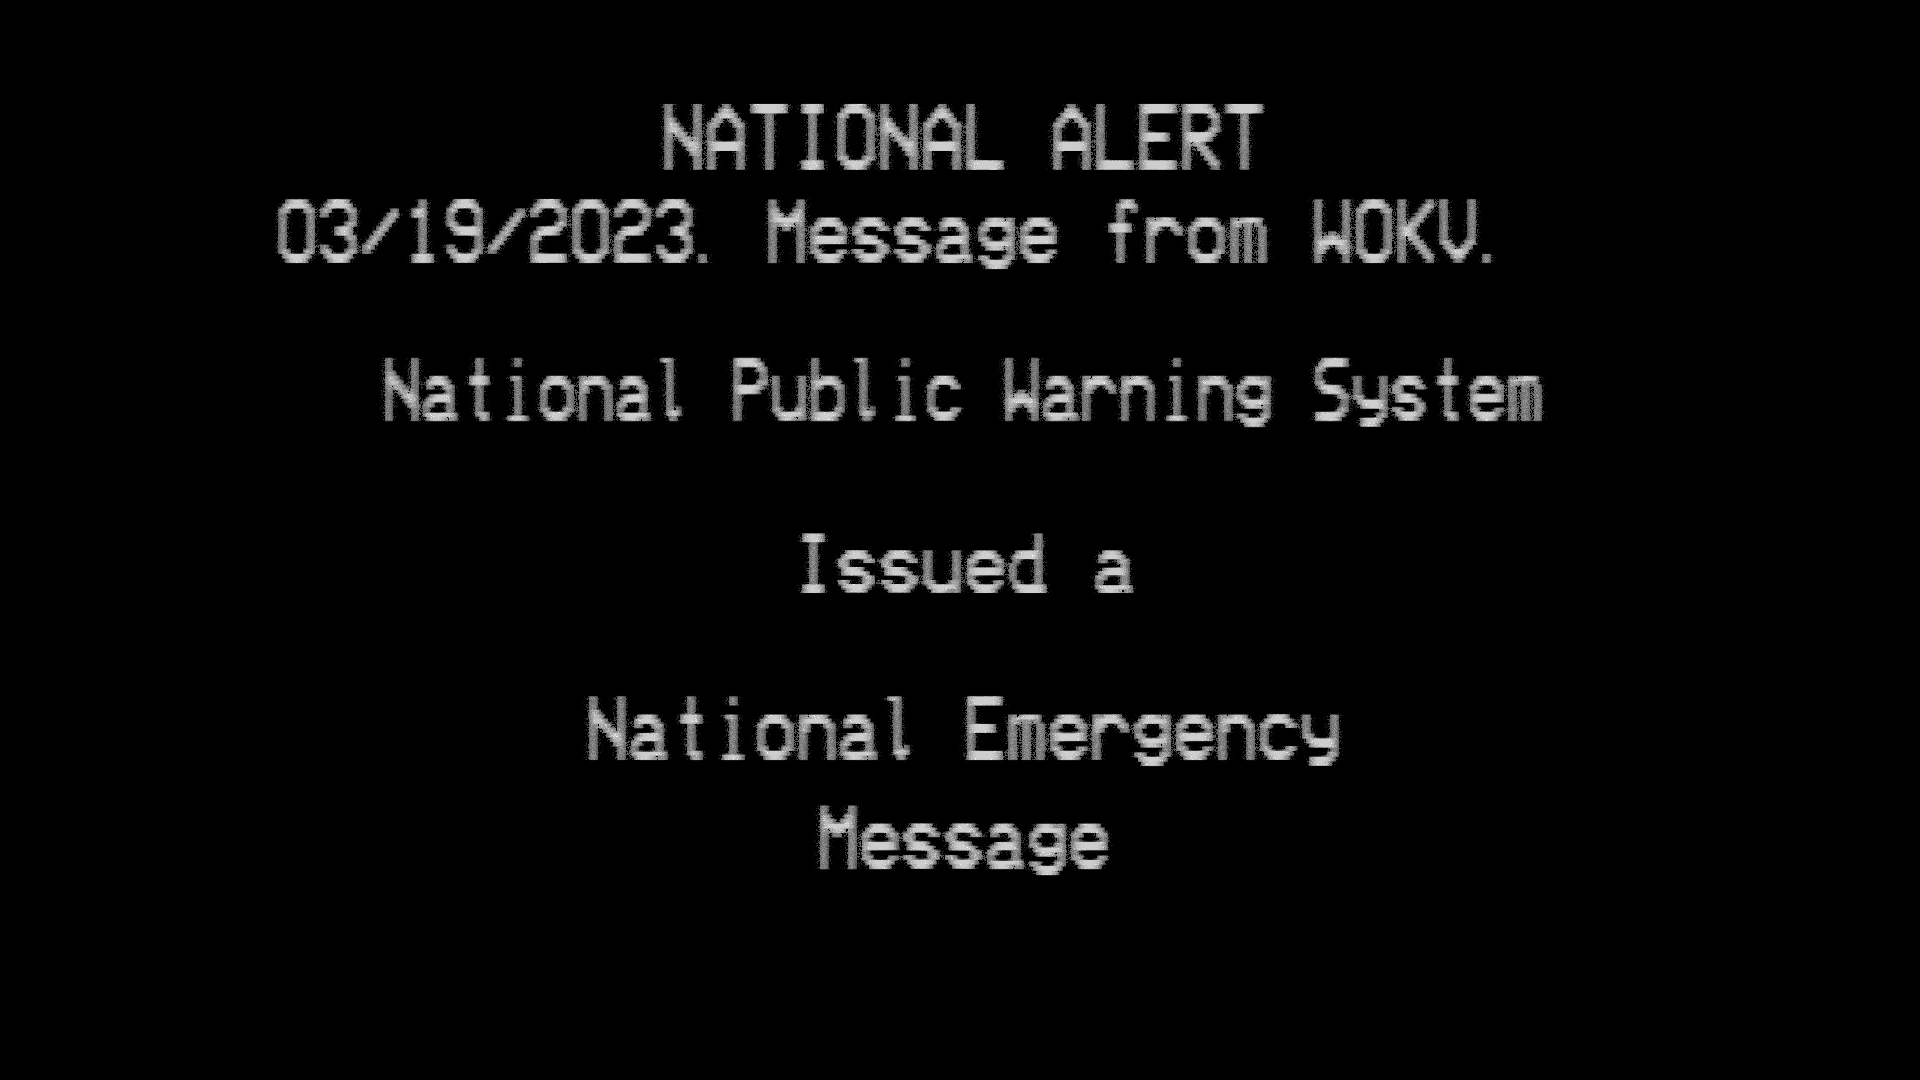 NATIONAL ALERT
03/19/2023. Message from WOKV.
National Public Warning System
Issued a
National Emergency
Message